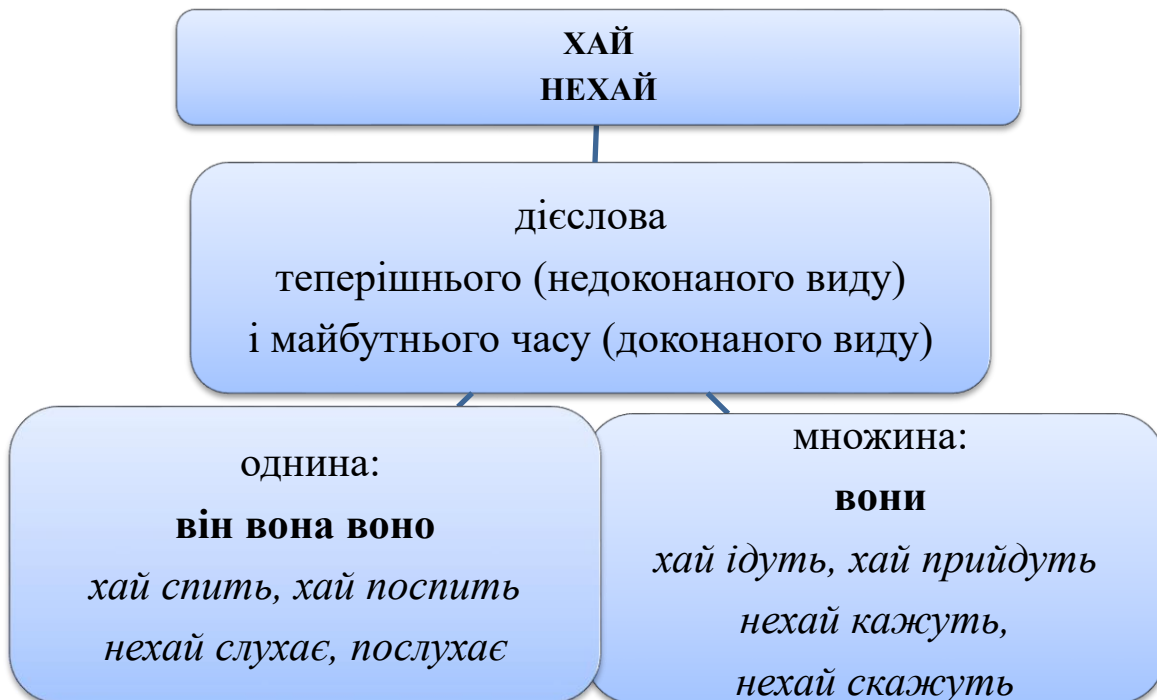 ХАЙ
НЕХАЙ
дієслова
теперішнього (недоконаного виду)
і майбутнього часу (доконаного виду)
однина:
він вона воно
хай спить, хай поспить
нехай слухає, послухає
множина:
вони
хай ідуть, хай прийдуть
нехай кажуть,
нехай скажуть